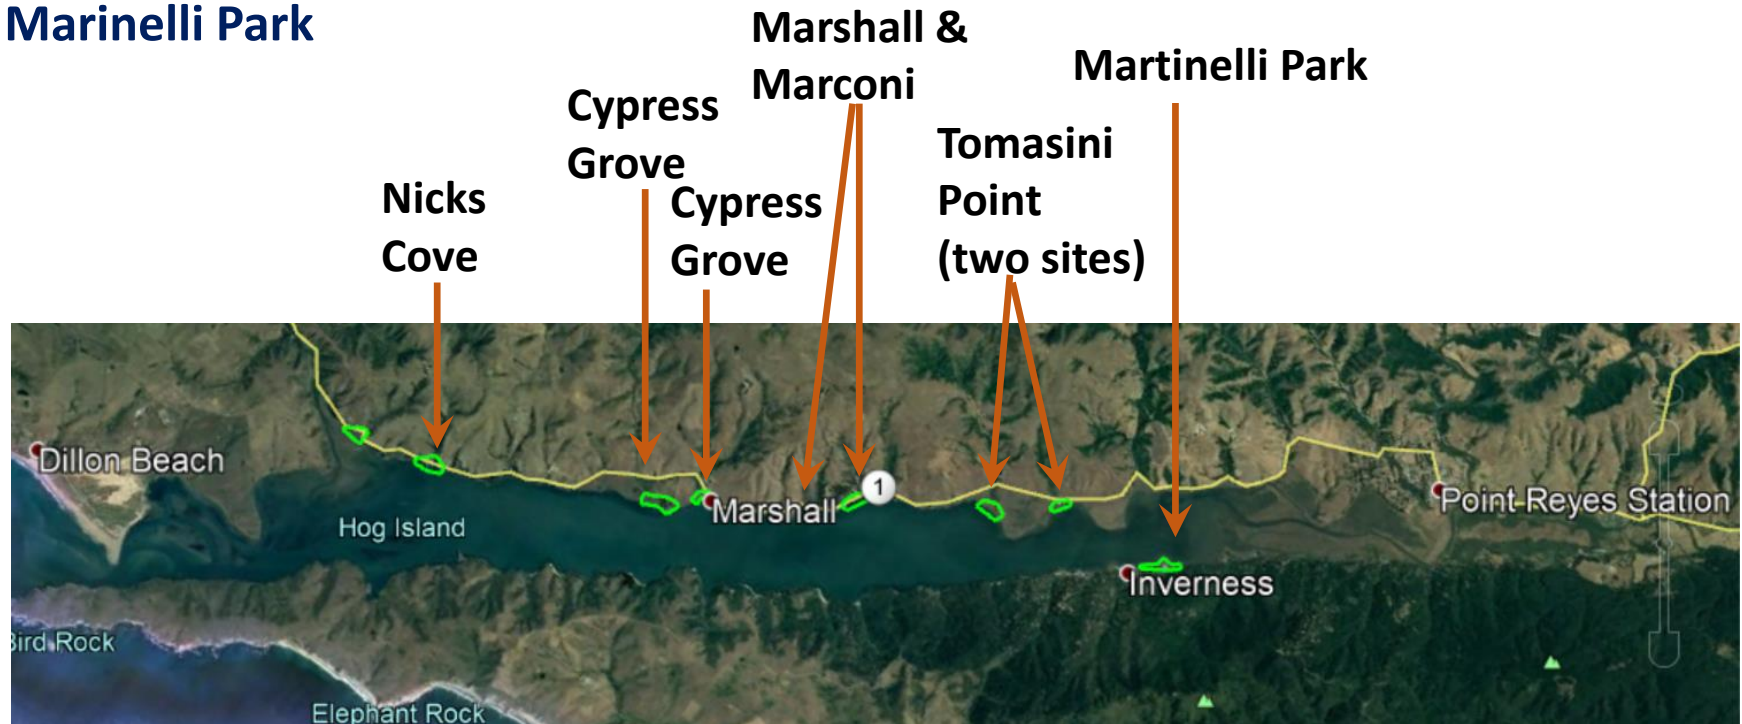 Marinelli Park
Marshall &
Marconi
Martinelli Park
Cypress
Grove
Tomasini
Point
(two sites)
Nicks
Cove
Cypress
Grove
Dillon Beach
Hog Island
Marshall
1
Point Reyes Station
Inverness
Bird Rock
Elephant Rock